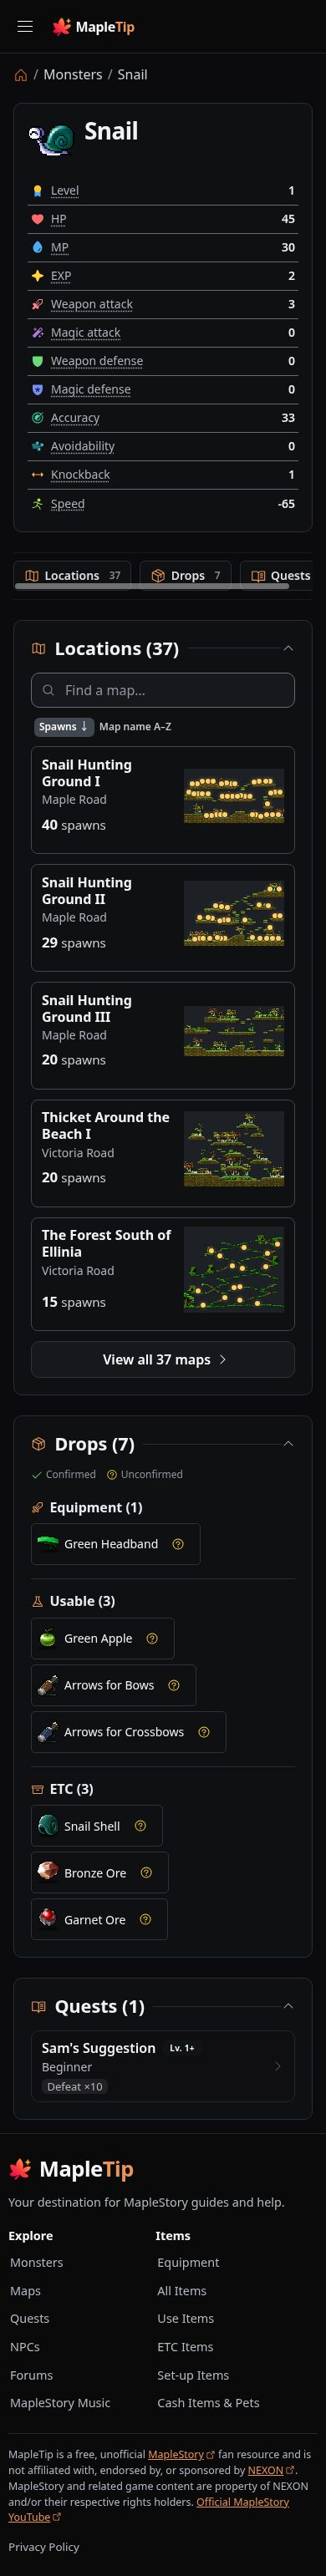 MapleTip
/ Monsters / Snail
Snail
Level 1
HP 45
MP 30
EXP 2
Weapon attack 3
Magic attack 0
Weapon defense 0
Magic defense 0
Accuracy 33
Avoidability 0
Knockback 1
Speed -65
Locations 37 Drops 7 Quests
Locations (37)
Find a map...
Spawns ↓ Map name A–Z
Snail Hunting
Ground I
Maple Road
40 spawns
Snail Hunting
Ground II
Maple Road
29 spawns
Snail Hunting
Ground III
Maple Road
20 spawns
Thicket Around the
Beach I
Victoria Road
20 spawns
The Forest South of
Ellinia
Victoria Road
15 spawns
View all 37 maps
Drops (7)
Confirmed Unconfirmed
Equipment (1)
Green Headband
Usable (3)
Green Apple
Arrows for Bows
Arrows for Crossbows
ETC (3)
Snail Shell
Bronze Ore
Garnet Ore
Quests (1)
Sam's Suggestion Lv. 1+
Beginner
Defeat ×10
MapleTip
Your destination for MapleStory guides and help.
Explore
Monsters
Maps
Quests
NPCs
Forums
MapleStory Music
Items
Equipment
All Items
Use Items
ETC Items
Set-up Items
Cash Items & Pets
MapleTip is a free, unofficial MapleStory fan resource and is
not affiliated with, endorsed by, or sponsored by NEXON.
MapleStory and related game content are property of NEXON
and/or their respective rights holders. Official MapleStory
YouTube
Privacy Policy